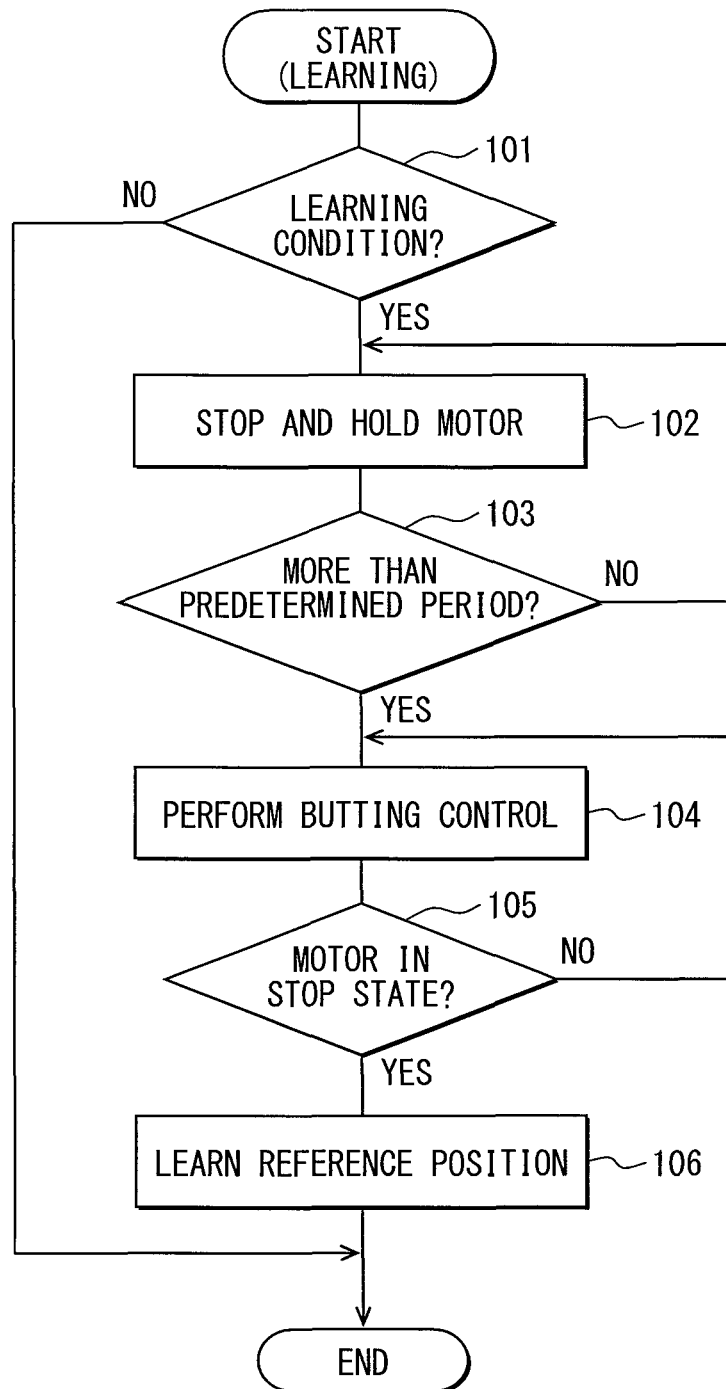 START
(LEARNING)
101
NO
LEARNING
CONDITION?
YES
STOP AND HOLD MOTOR
102
103
MORE THAN
PREDETERMINED PERIOD?
NO
YES
PERFORM BUTTING CONTROL
104
105
MOTOR IN
STOP STATE?
NO
YES
LEARN REFERENCE POSITION
106
END